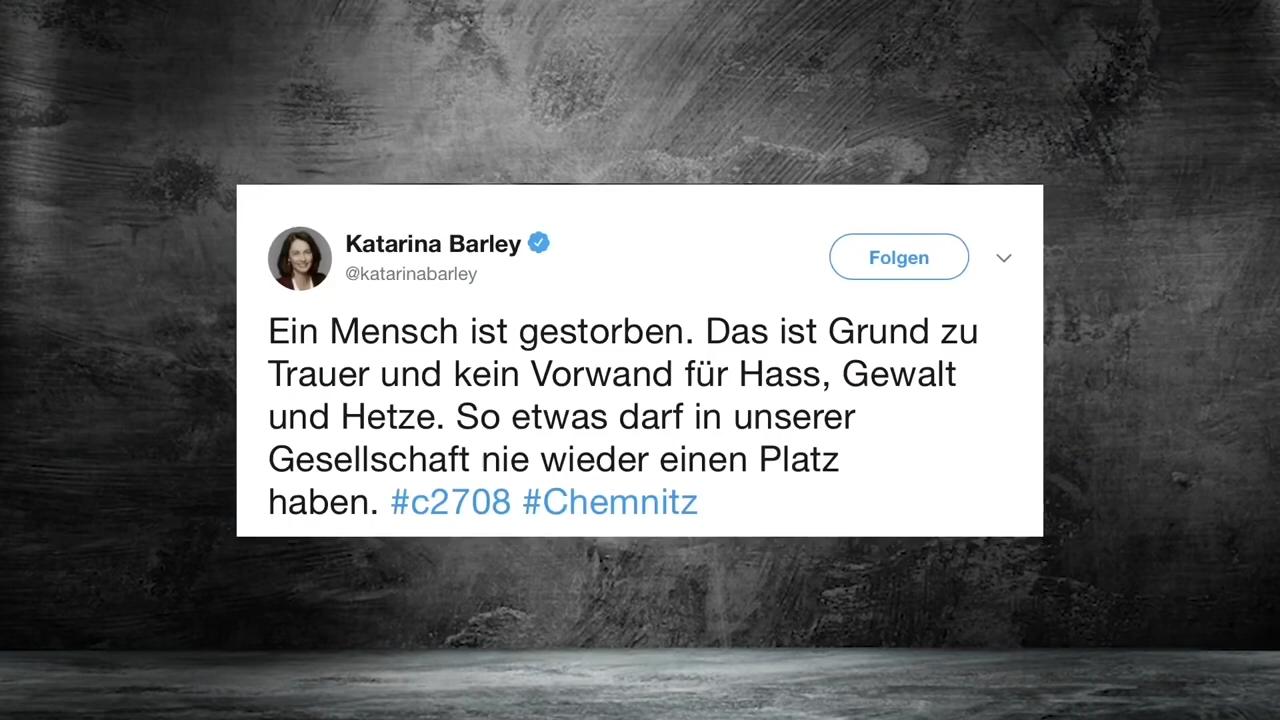 Katarina Barley
@katarinabarley
Folgen
Ein Mensch ist gestorben. Das ist Grund zu
Trauer und kein Vorwand für Hass, Gewalt
und Hetze. So etwas darf in unserer
Gesellschaft nie wieder einen Platz
haben. #c2708 #Chemnitz